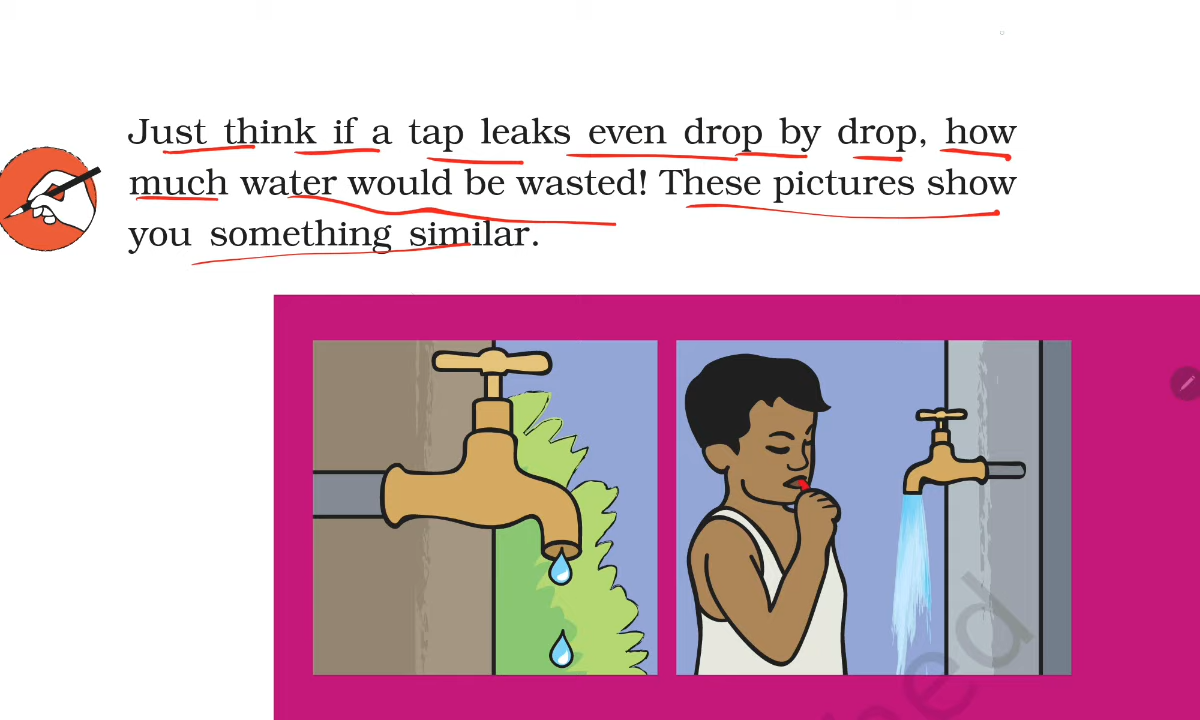 Just think if a tap leaks even drop by drop, how
much water would be wasted! These pictures show
you something similar.